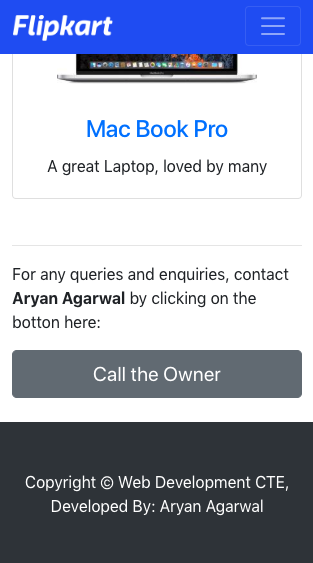 Flipkart
Mac Book Pro
A great Laptop, loved by many
For any queries and enquiries, contact
Aryan Agarwal by clicking on the
botton here:
Call the Owner
Copyright © Web Development CTE,
Developed By: Aryan Agarwal